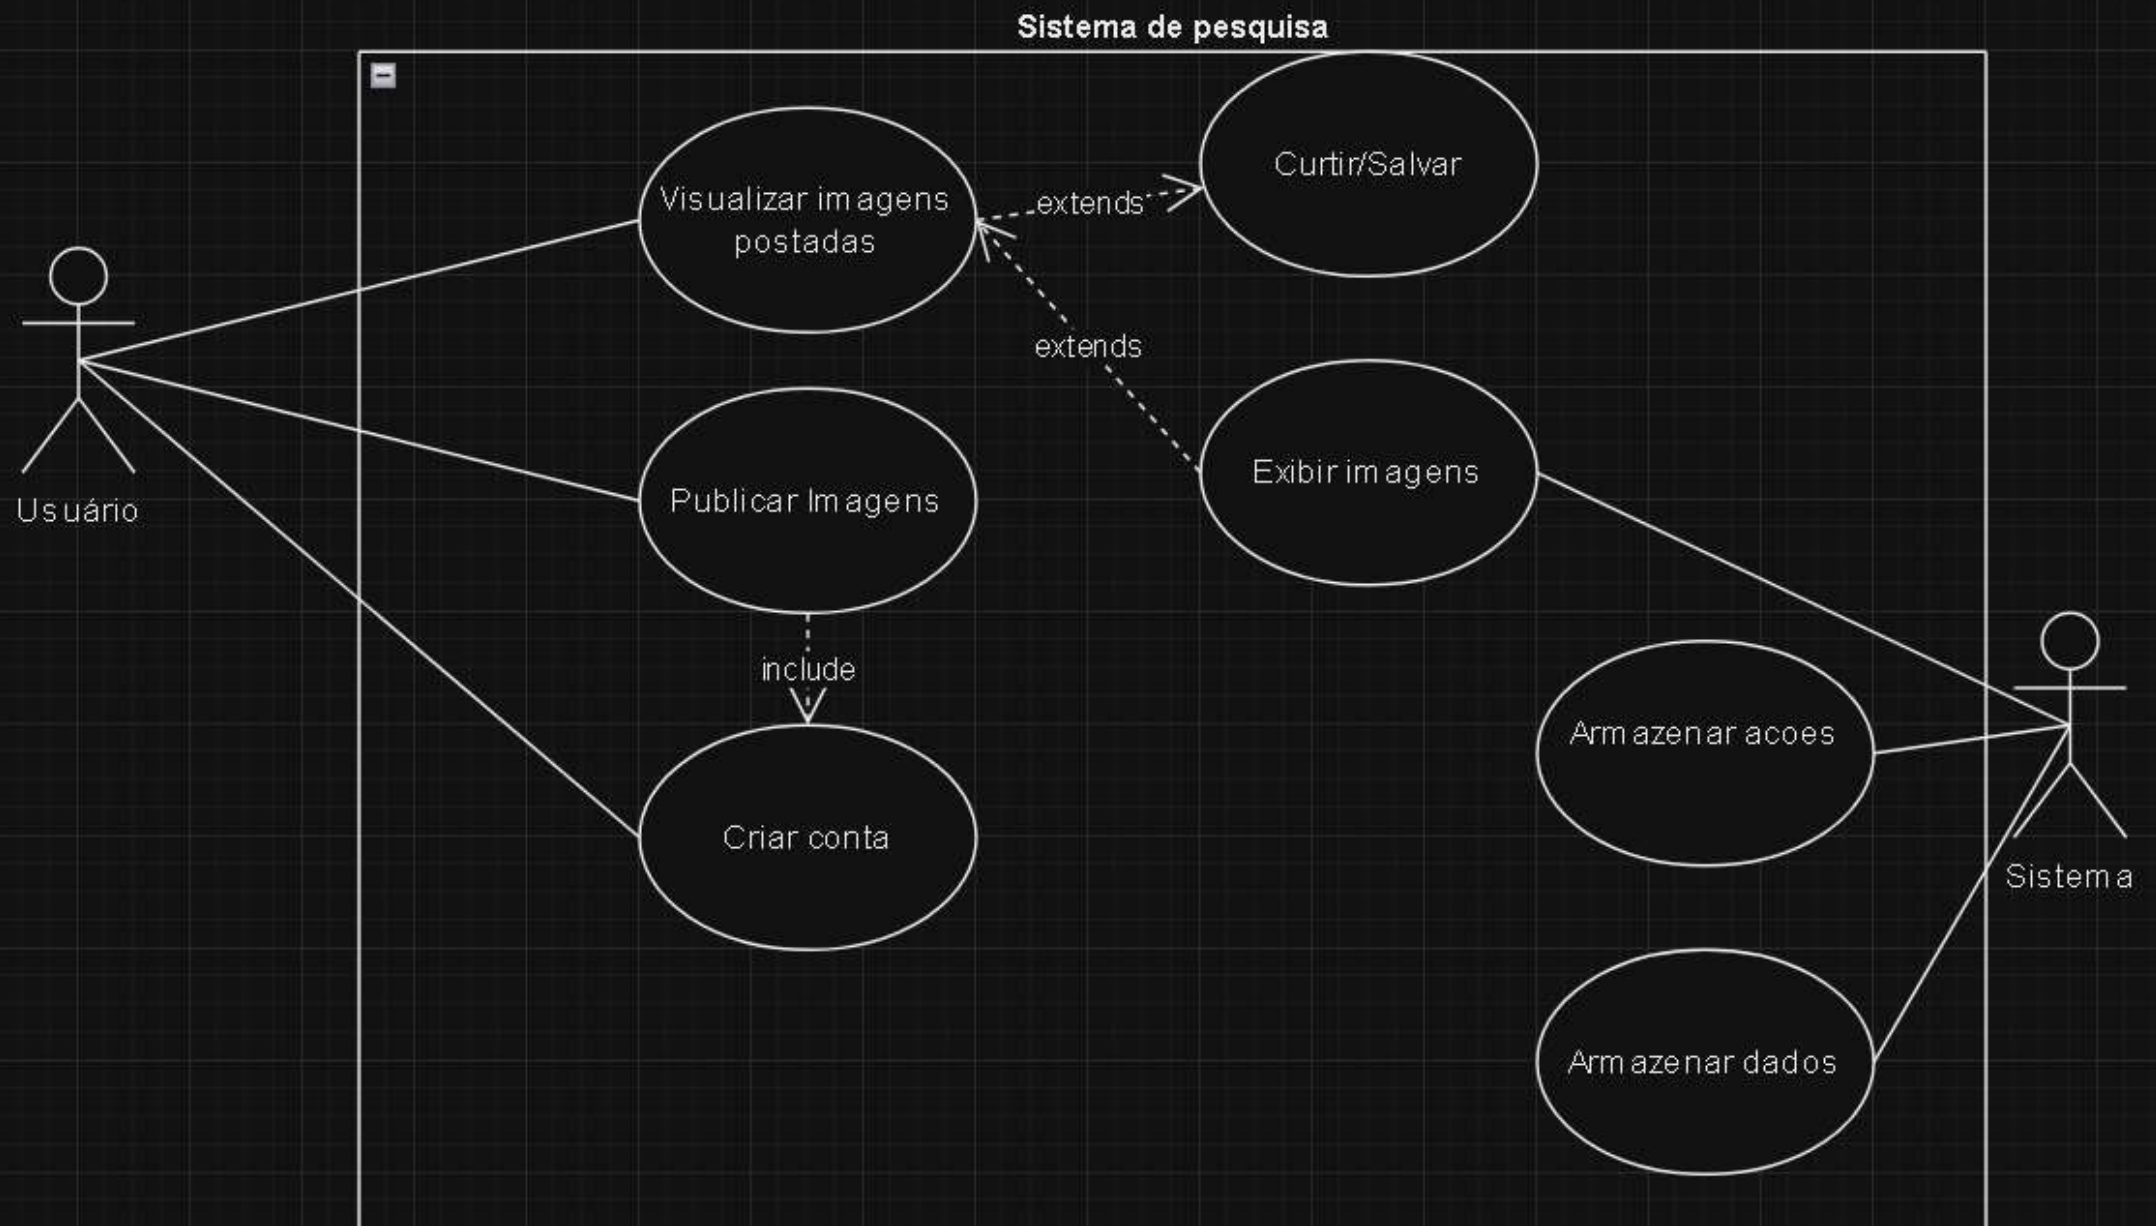 Sistema de pesquisa
Curtir/Salvar
Visualizar imagens
postadas
extends
extends
Exibir imagens
Publicar Imagens
Usuário
include
Armazenar acoes
Criar conta
Sistema
Armazenar dados